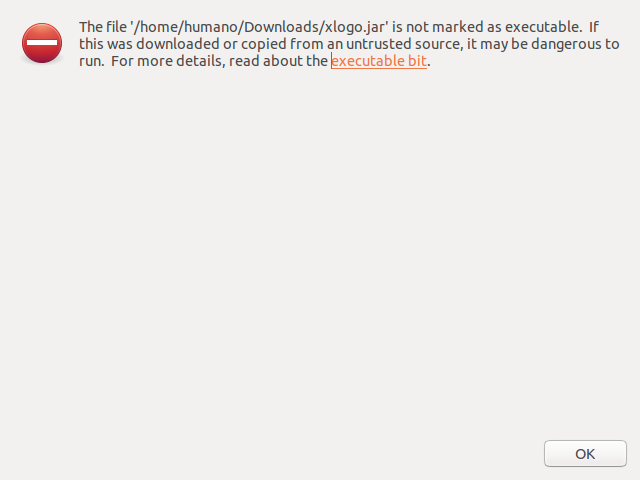 The file '/home/humano/Downloads/xlogo.jar' is not marked as executable.  If
this was downloaded or copied from an untrusted source, it may be dangerous to
run.  For more details, read about the executable bit.
OK